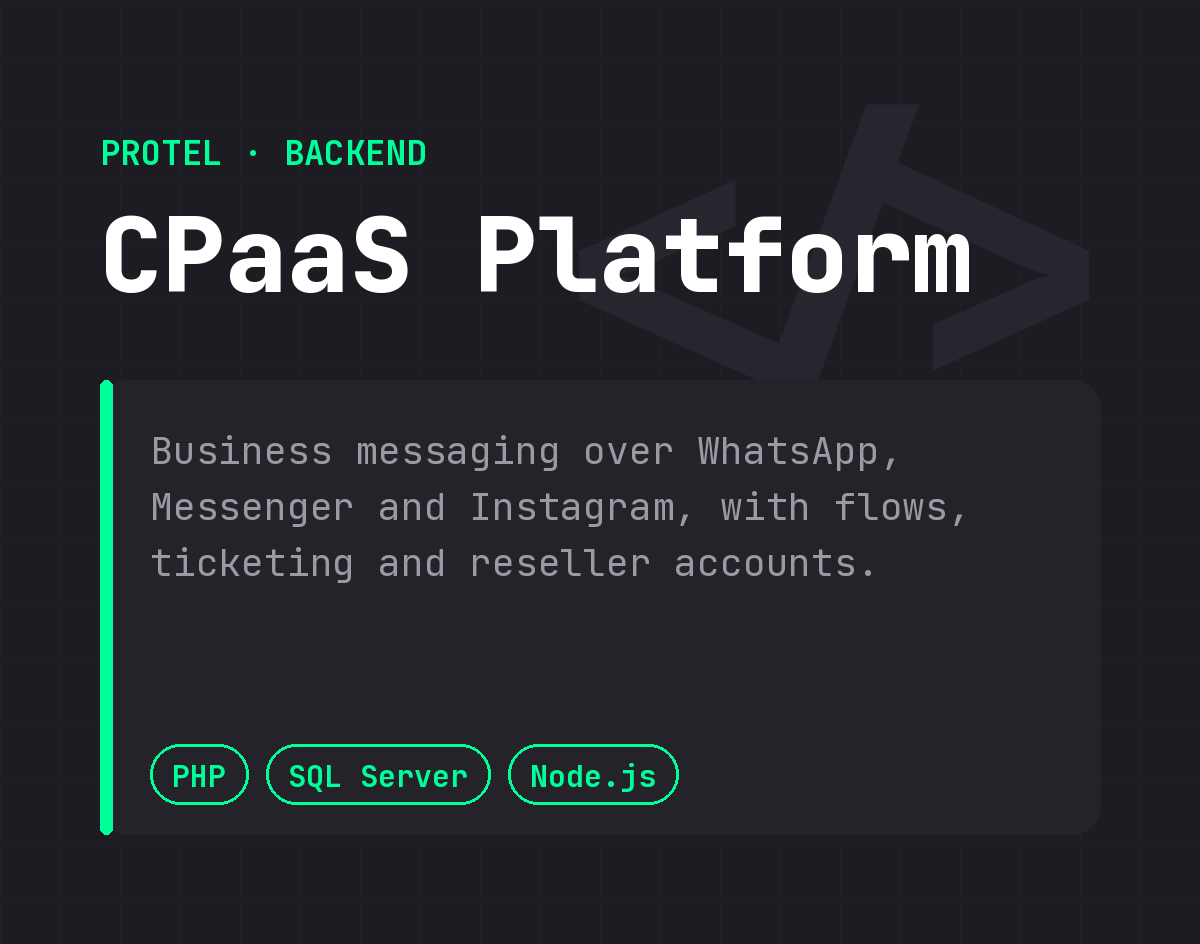 PROTEL · BACKEND
CPaaS Platform
</>
Business messaging over WhatsApp,
Messenger and Instagram, with flows,
ticketing and reseller accounts.
PHP SQL Server Node.js